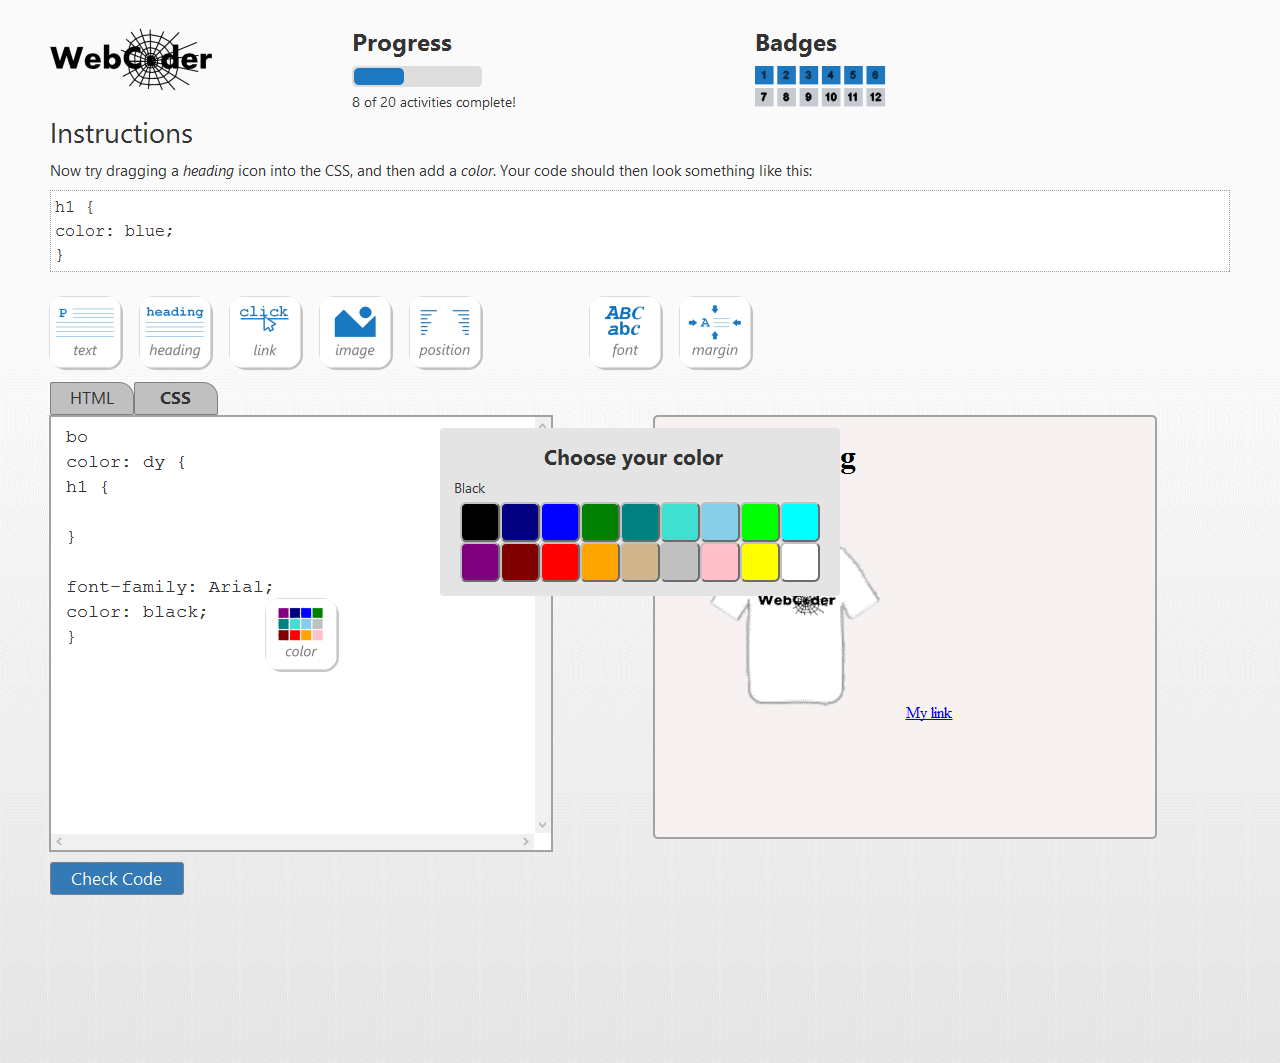 WebCoder
Progress
8 of 20 activities complete!
Badges
1 2 3 4 5 6
7 8 9 10 11 12
Instructions
Now try dragging a heading icon into the CSS, and then add a color. Your code should then look something like this:
h1 {
color: blue;
}
P
text
heading
heading
click
link
image
position
ABC
abc
font
A
margin
HTML
CSS
bo
color: dy {
h1 {
}
font-family: Arial;
color: black;
}
color
Choose your color
Black
g
WebCoder
My link
Check Code